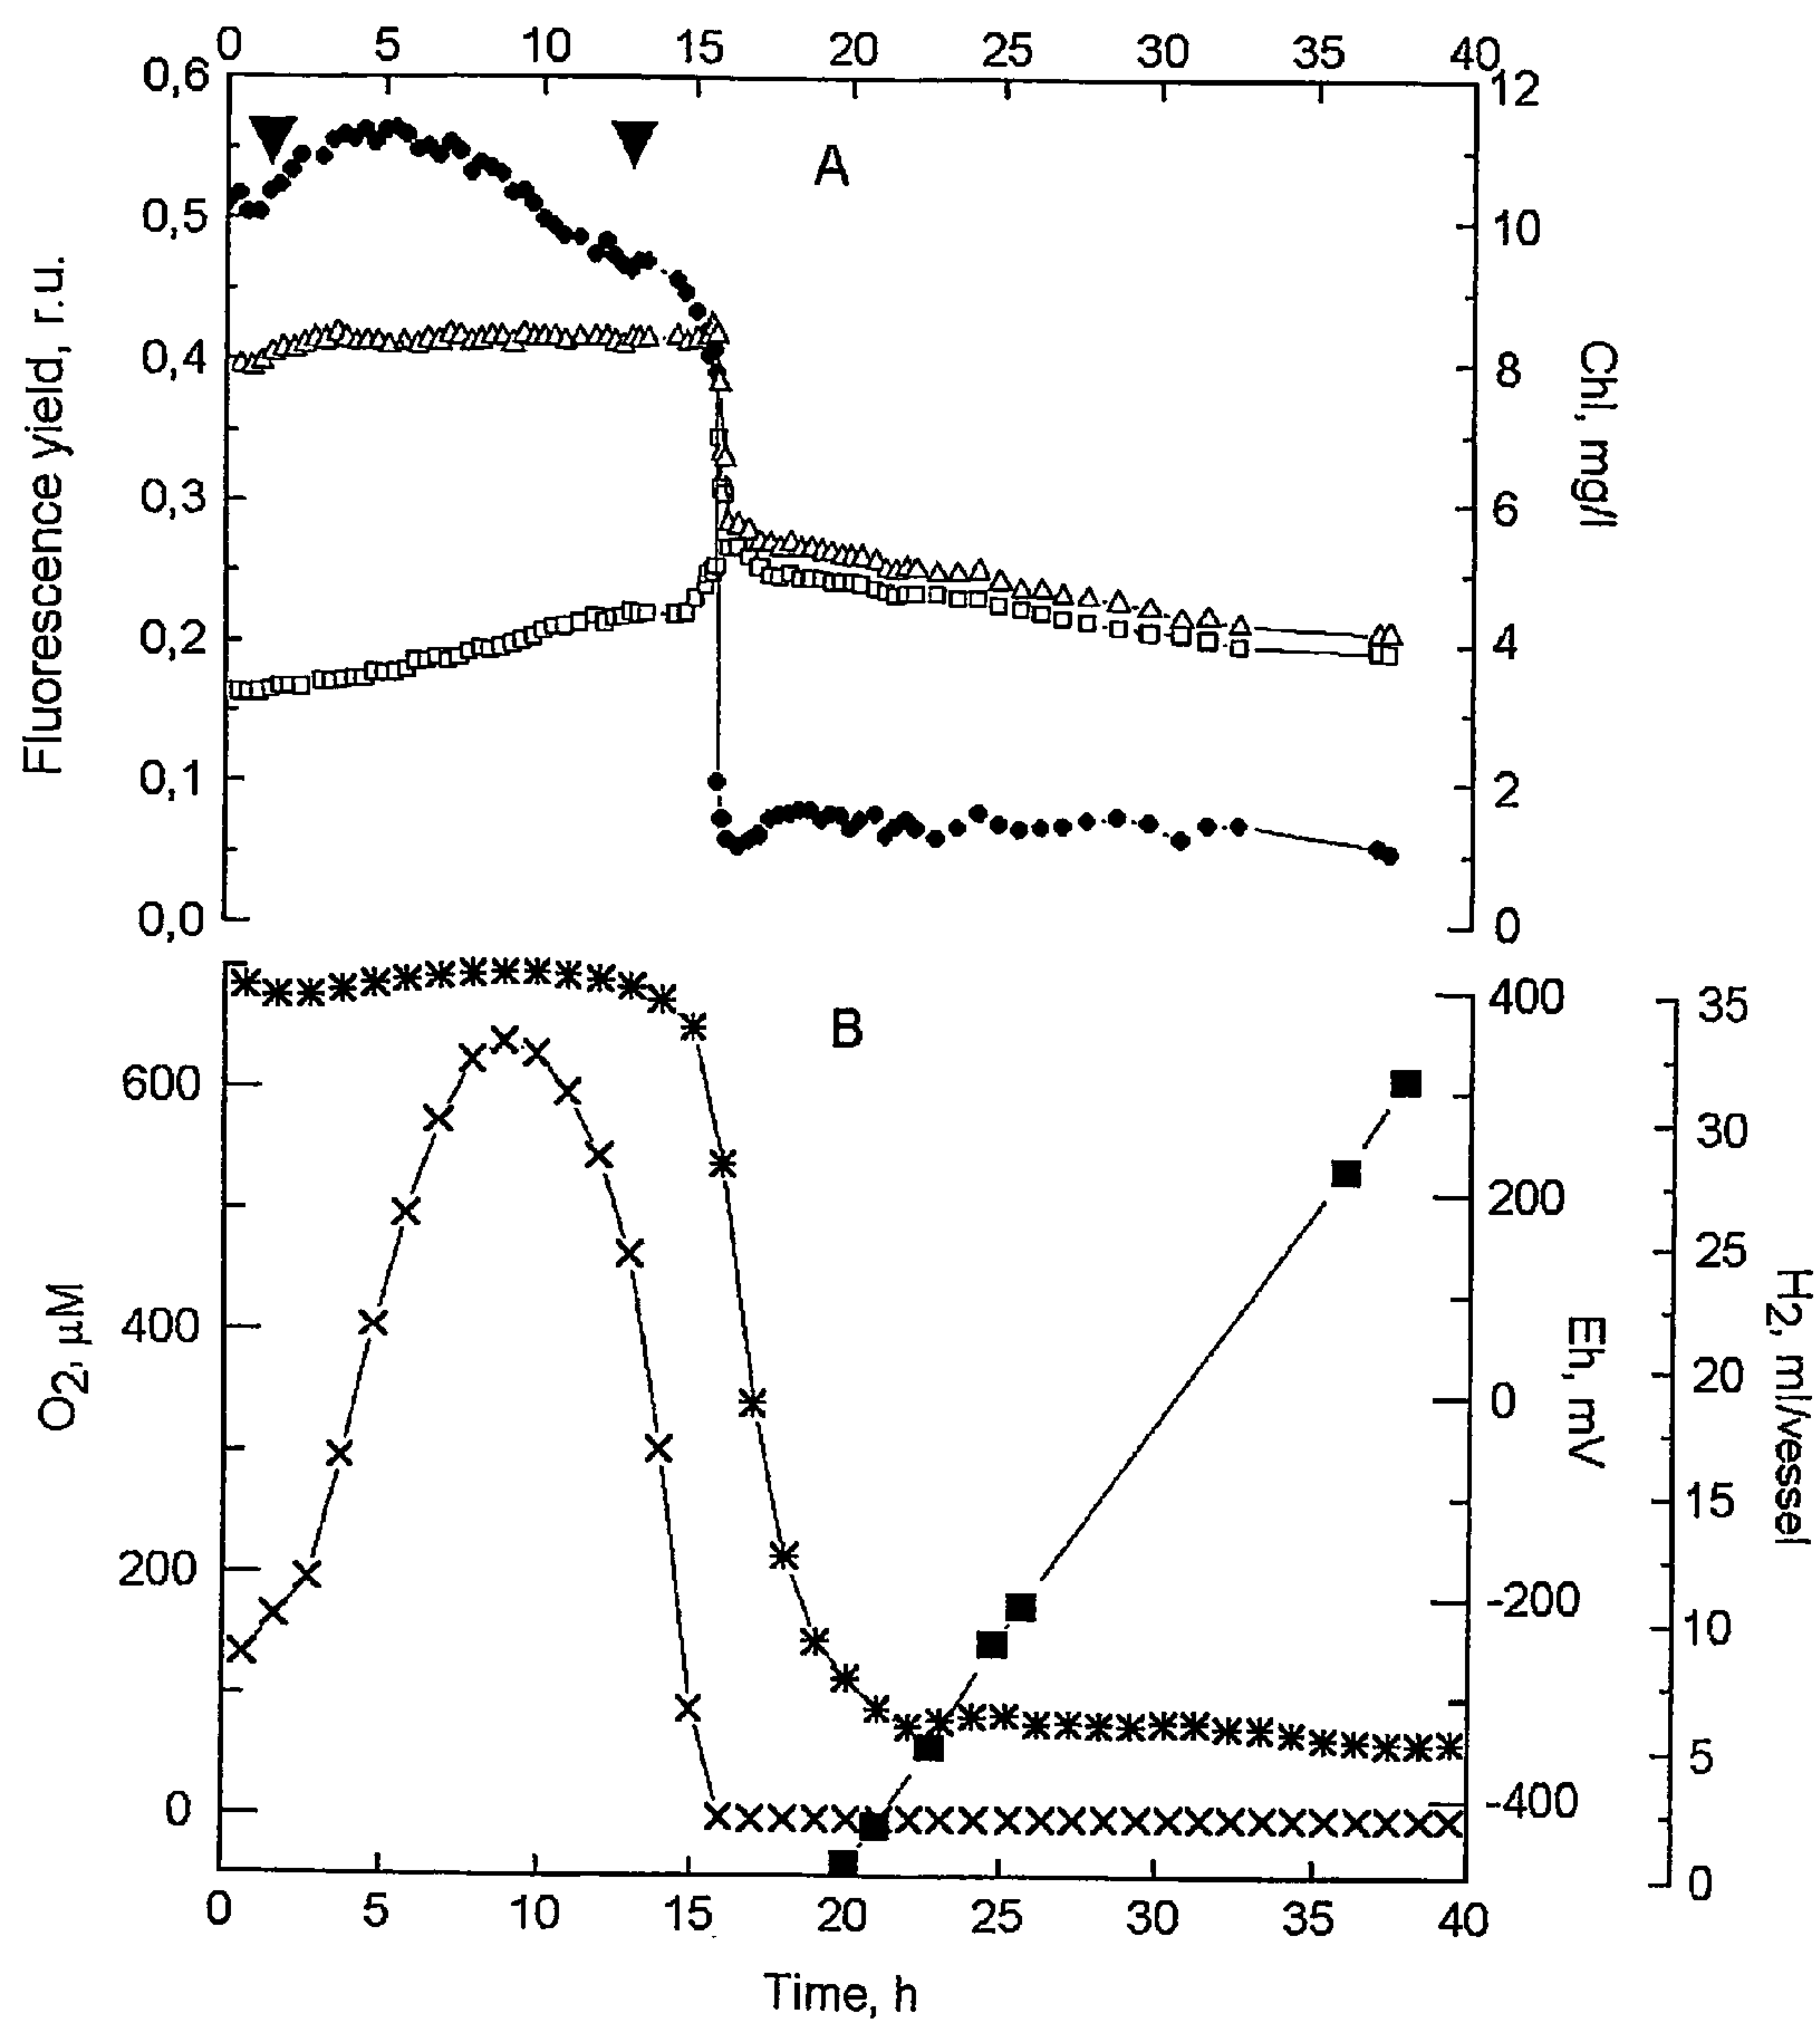 0 5 10 15 20 25 30 35 40
0,6 12
A
0,5 10
0,4 8
0,3 6
0,2 4
0,1 2
0,0 0
Fluorescence yield, r.u.
Chl, mg/l
B
600
400
200
0
O2, μM
400
200
0
-200
-400
Eh, mV
35
30
25
20
15
10
5
0
H2, ml/vessel
0 5 10 15 20 25 30 35 40
Time, h